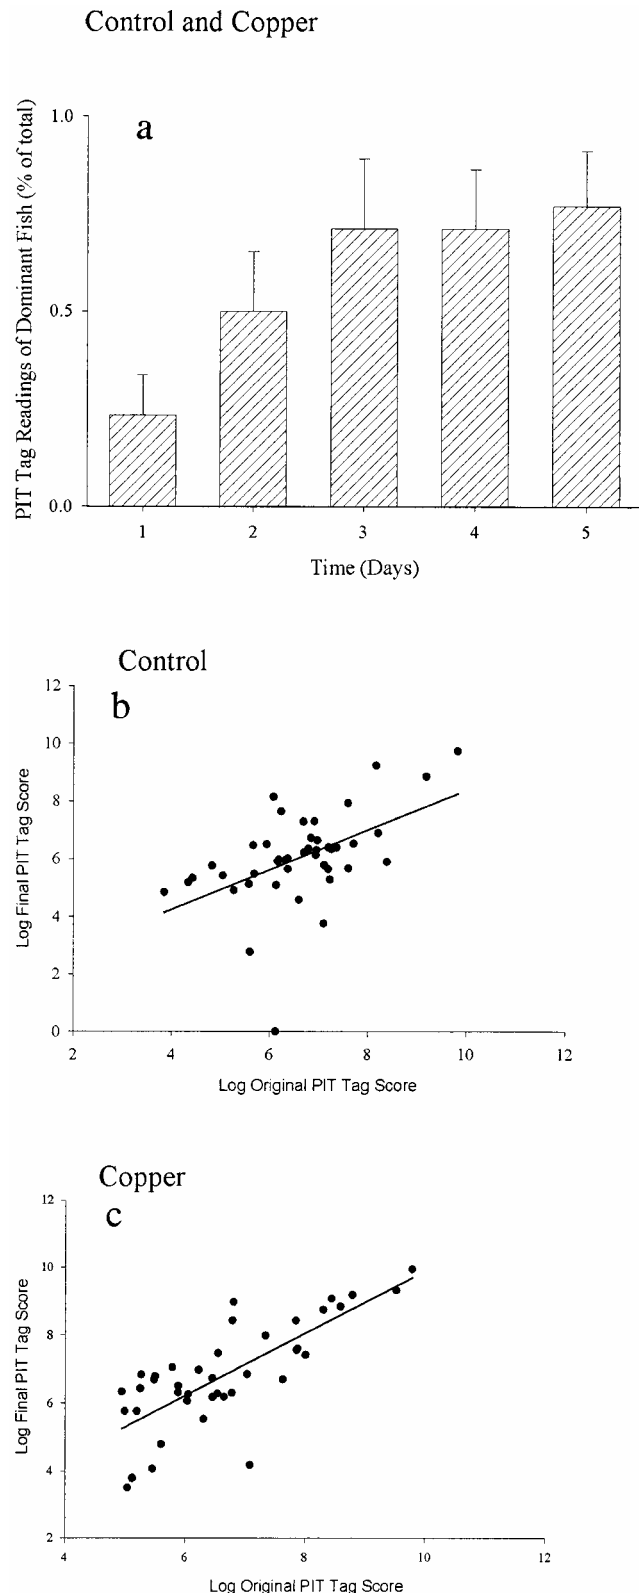 Control and Copper
a
PIT Tag Readings of Dominant Fish (% of total)
1.0
0.5
0.0
1 2 3 4 5
Time (Days)
Control
b
Log Final PIT Tag Score
12
10
8
6
4
2
0
2 4 6 8 10 12
Log Original PIT Tag Score
Copper
c
Log Final PIT Tag Score
12
10
8
6
4
2
4 6 8 10 12
Log Original PIT Tag Score